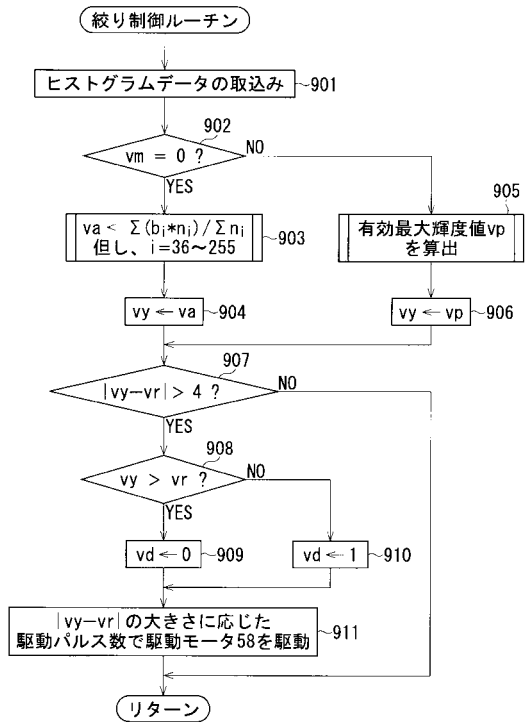 絞り制御ルーチン
ヒストグラムデータの取込み
901
902
vm = 0 ?
NO
YES
905
va < Σ(bi*ni)/Σni
但し、i=36〜255
903
有効最大輝度値vp
を算出
vy ← va
904
vy ← vp
906
907
|vy−vr| > 4 ?
NO
YES
908
vy > vr ?
NO
YES
vd ← 0
909
vd ← 1
910
|vy−vr|の大きさに応じた
駆動パルス数で駆動モータ58を駆動
911
リターン